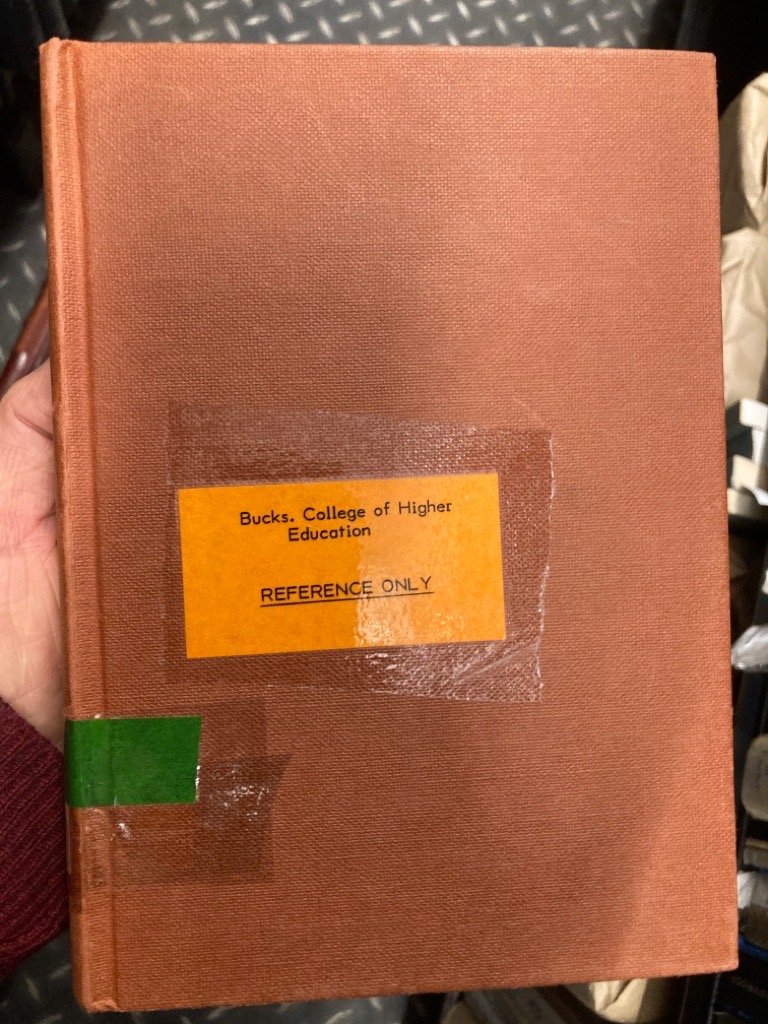 Bucks. College of Higher
Education
REFERENCE ONLY